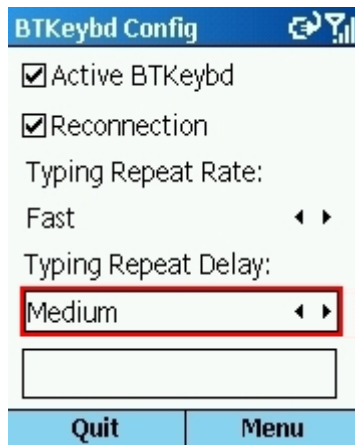 BTKeybd Config
Active BTKeybd
Reconnection
Typing Repeat Rate:
Fast
Typing Repeat Delay:
Medium
Quit Menu